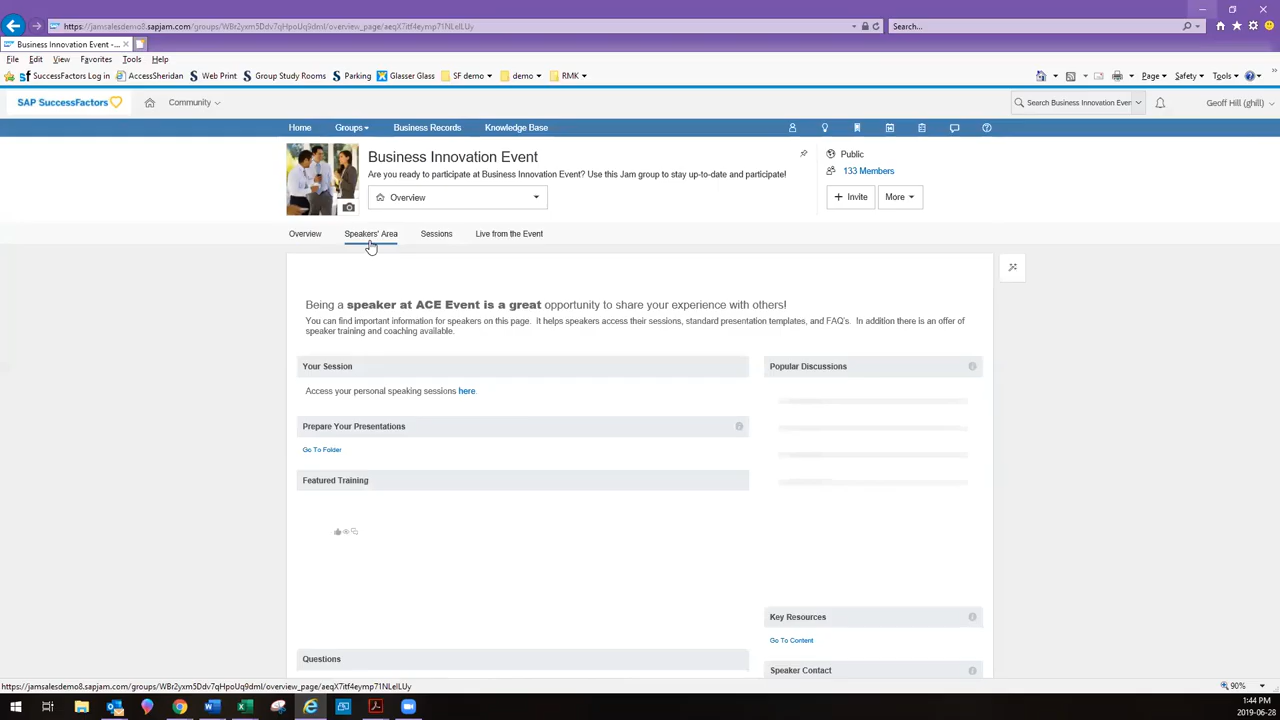 https://jamsalesdemo8.sapjam.com/groups/WBr2yxm5Ddv7qHpoUq9dml/overview_page/aeqX7itf4eymp71NLelLUy
Search...
Business Innovation Event -...
File Edit View Favorites Tools Help
SuccessFactors Log in AccessSheridan Web Print Group Study Rooms Parking Glasser Glass SF demo demo RMK
Page Safety Tools
SAP SuccessFactors Community Search Business Innovation Even Geoff Hill (ghill)
Home Groups Business Records Knowledge Base
Business Innovation Event
Are you ready to participate at Business Innovation Event? Use this Jam group to stay up-to-date and participate!
Overview
Public
133 Members
+ Invite More
Overview Speakers' Area Sessions Live from the Event
Being a speaker at ACE Event is a great opportunity to share your experience with others!
You can find important information for speakers on this page. It helps speakers access their sessions, standard presentation templates, and FAQ's. In addition there is an offer of
speaker training and coaching available.
Your Session
Access your personal speaking sessions here.
Prepare Your Presentations
Go To Folder
Featured Training
Questions
Popular Discussions
Key Resources
Go To Content
Speaker Contact
https://jamsalesdemo8.sapjam.com/groups/WBr2yxm5Ddv7qHpoUq9dml/overview_page/aeqX7itf4eymp71NLelLUy
90%
1:44 PM
2019-06-28